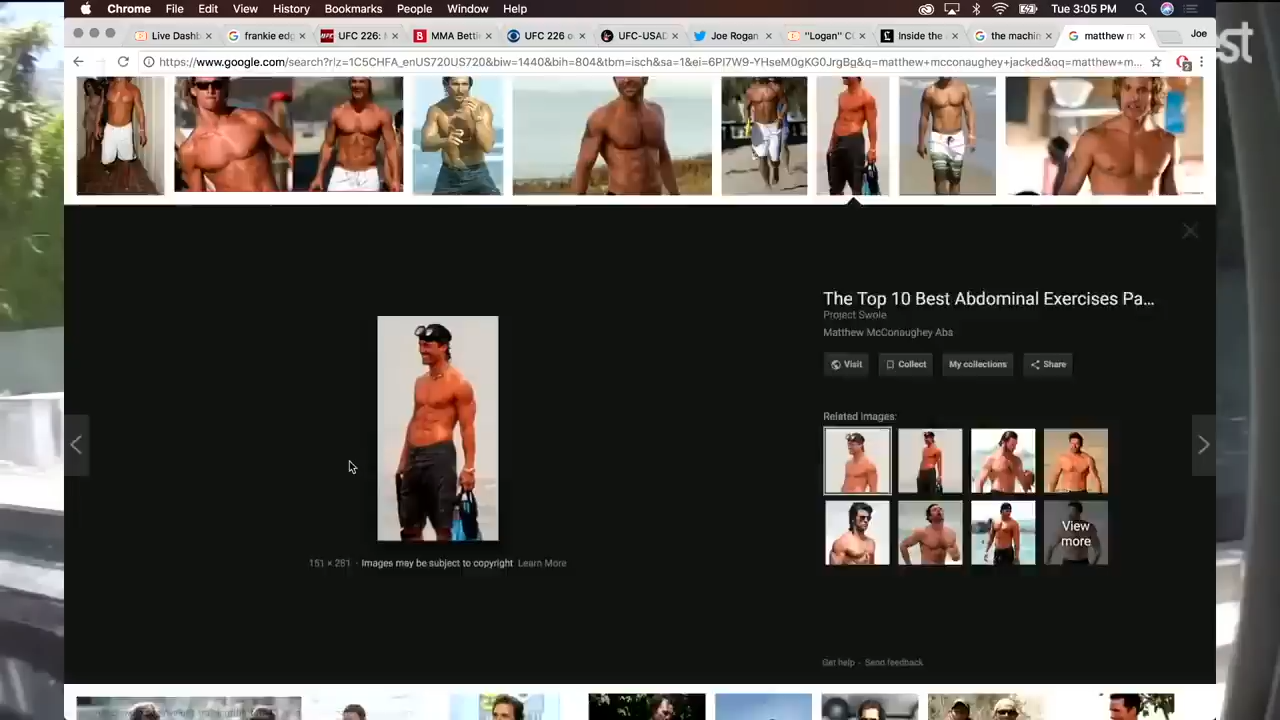 Chrome File Edit View History Bookmarks People Window Help Tue 3:05 PM
Live Dashb frankie edg UFC 226: MMA Betti CBS UFC 226 o UFC-USAD Joe Rogan "Logan" C Inside the the machin matthew m Joe
https://www.google.com/search?rlz=1C5CHFA_enUS720US720&biw=1440&bih=804&tbm=isch&sa=1&ei=6PI7W9-YHseM0gKG0JrgBg&q=matthew+mcconaughey+jacked&oq=matthew+m...
st
The Top 10 Best Abdominal Exercises Pa...
Project Swole
Matthew McConaughey Abs
Visit Collect My collections Share
Related images:
View
more
151 × 281 · Images may be subject to copyright Learn More
Get help - Send feedback